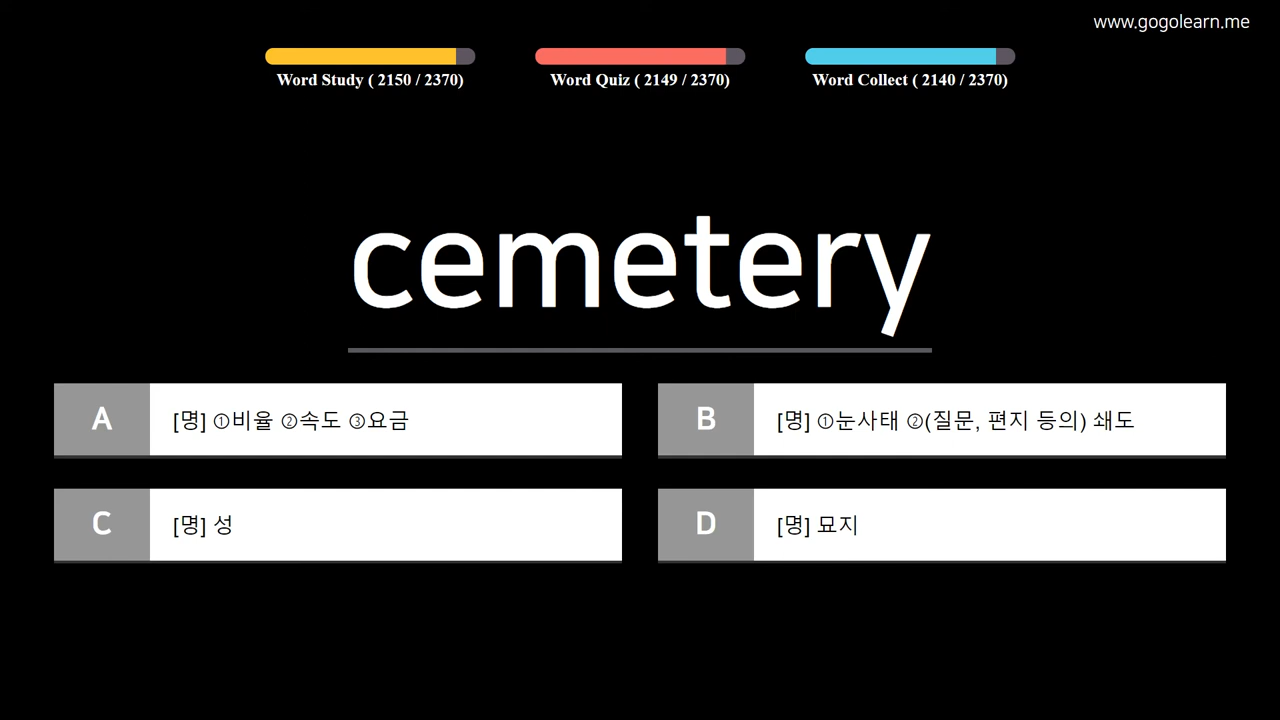 www.gogolearn.me
Word Study ( 2150 / 2370)
Word Quiz ( 2149 / 2370)
Word Collect ( 2140 / 2370)
cemetery
A [명] ①비율 ②속도 ③요금
B [명] ①눈사태 ②(질문, 편지 등의) 쇄도
C [명] 성
D [명] 묘지